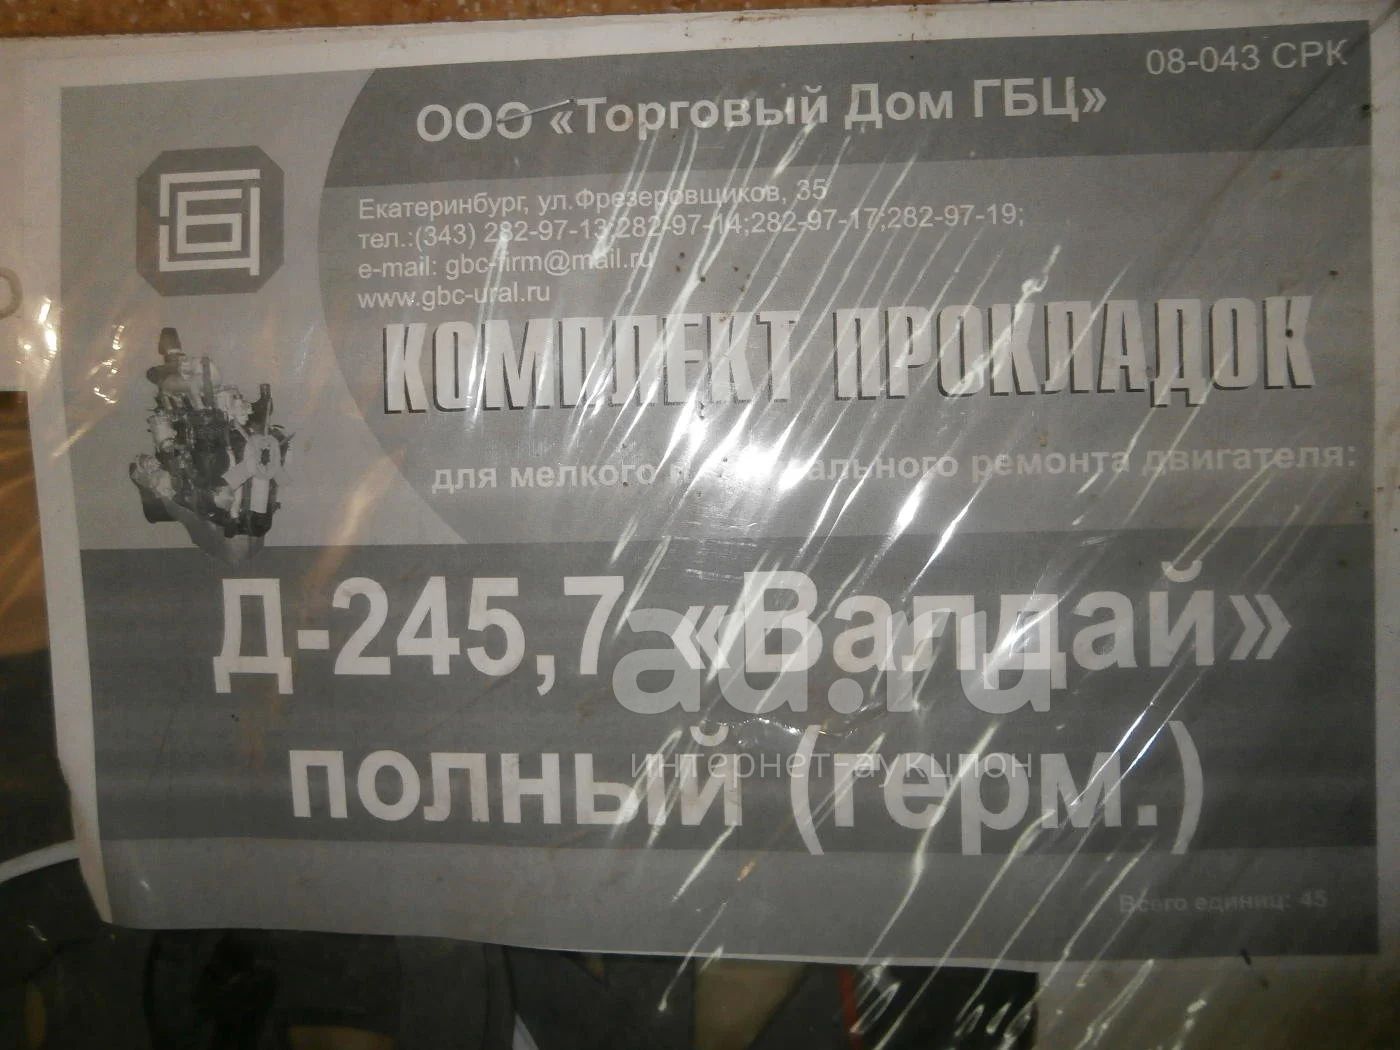 08-043 СРК
ООО «Торговый Дом ГБЦ»
ГБЦ
Екатеринбург, ул.Фрезеровщиков, 35
тел.:(343) 282-97-13;282-97-14;282-97-17;282-97-19;
e-mail: gbc-firm@mail.ru
www.gbc-ural.ru
КОМПЛЕКТ ПРОКЛАДОК
для мелкого ремонта двигателя:
Д-245,7 «Валдай»
au.ru
полный (герм.)
интернет-аукцион
Всего единиц: 45